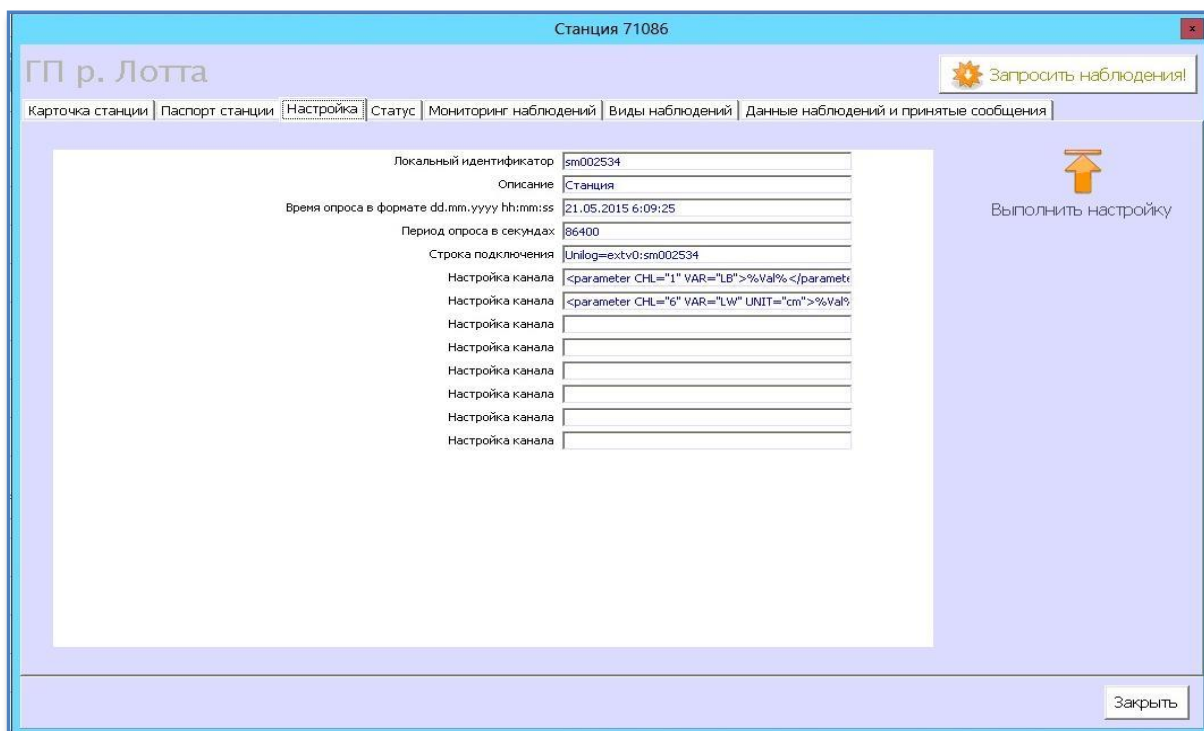 Станция 71086
x
ГП р. Лотта
Запросить наблюдения!
Карточка станции Паспорт станции Настройка Статус Мониторинг наблюдений Виды наблюдений Данные наблюдений и принятые сообщения
Локальный идентификатор sm002534
Описание Станция
Время опроса в формате dd.mm.yyyy hh:mm:ss 21.05.2015 6:09:25
Период опроса в секундах 86400
Строка подключения Unilog=extv0:sm002534
Настройка канала <parameter CHL="1" VAR="LB">%Val%</paramete
Настройка канала <parameter CHL="6" VAR="LW" UNIT="cm">%Val%
Настройка канала
Настройка канала
Настройка канала
Настройка канала
Настройка канала
Настройка канала
Выполнить настройку
Закрыть